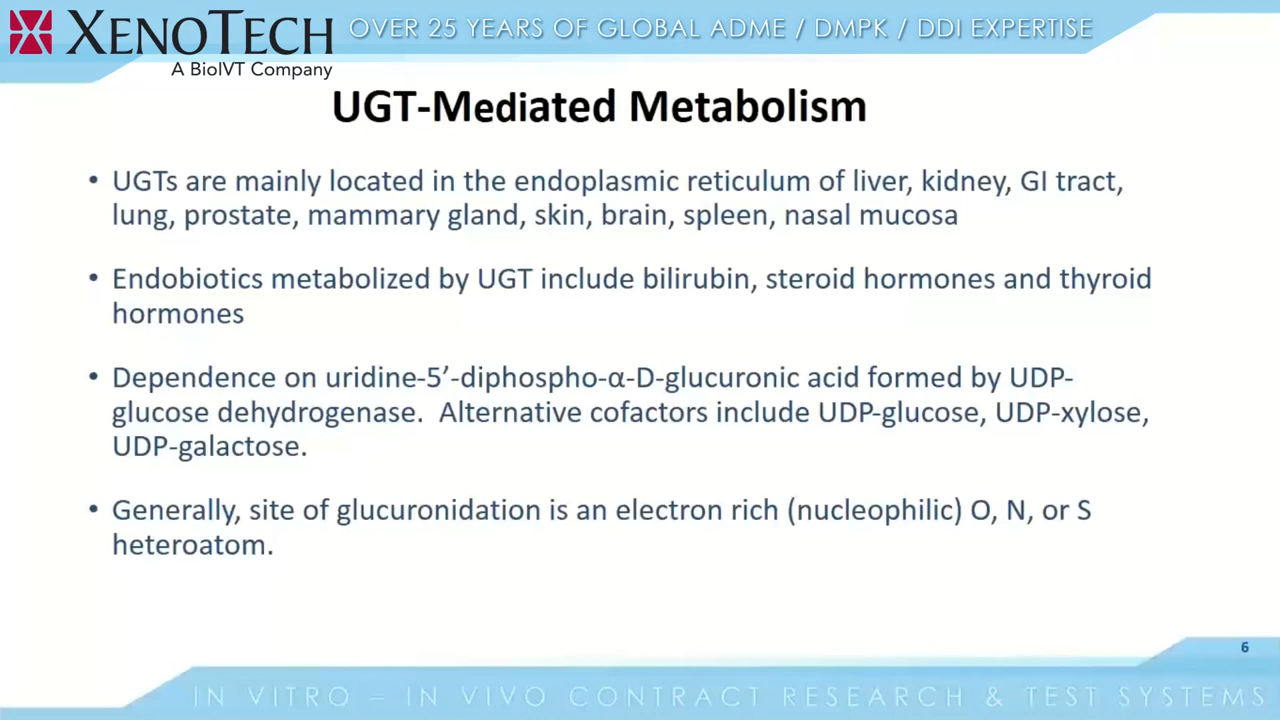 XENOTECH
A BioIVT Company
OVER 25 YEARS OF GLOBAL ADME / DMPK / DDI EXPERTISE
UGT-Mediated Metabolism
• UGTs are mainly located in the endoplasmic reticulum of liver, kidney, GI tract,
lung, prostate, mammary gland, skin, brain, spleen, nasal mucosa
• Endobiotics metabolized by UGT include bilirubin, steroid hormones and thyroid
hormones
• Dependence on uridine-5’-diphospho-α-D-glucuronic acid formed by UDP-
glucose dehydrogenase.  Alternative cofactors include UDP-glucose, UDP-xylose,
UDP-galactose.
• Generally, site of glucuronidation is an electron rich (nucleophilic) O, N, or S
heteroatom.
6
IN VITRO – IN VIVO CONTRACT RESEARCH & TEST SYSTEMS